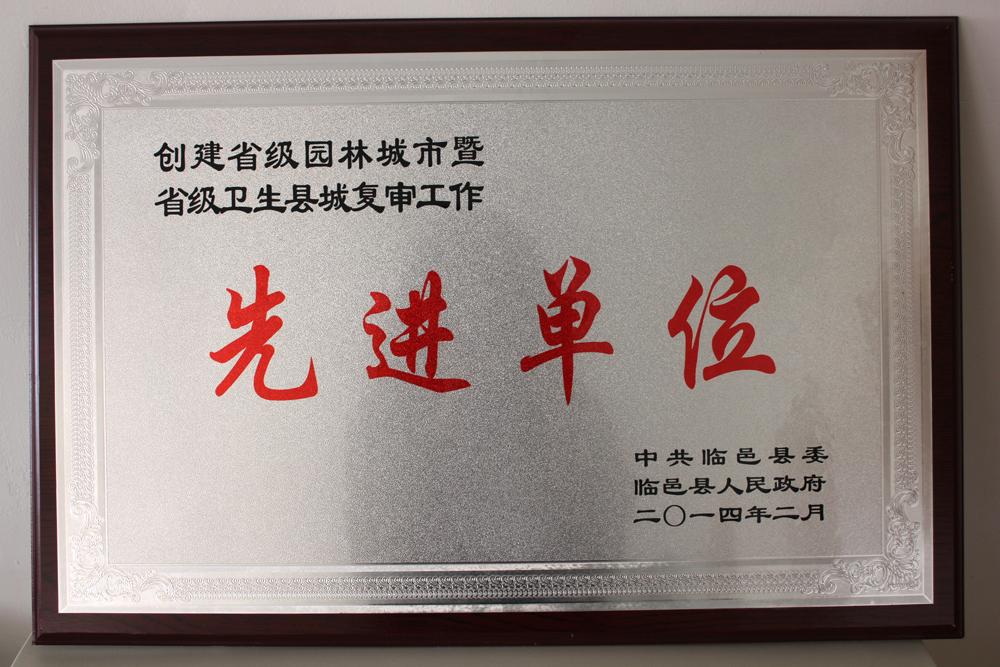 创建省级园林城市暨
省级卫生县城复审工作
先进单位
中共临邑县委
临邑县人民政府
二〇一四年二月